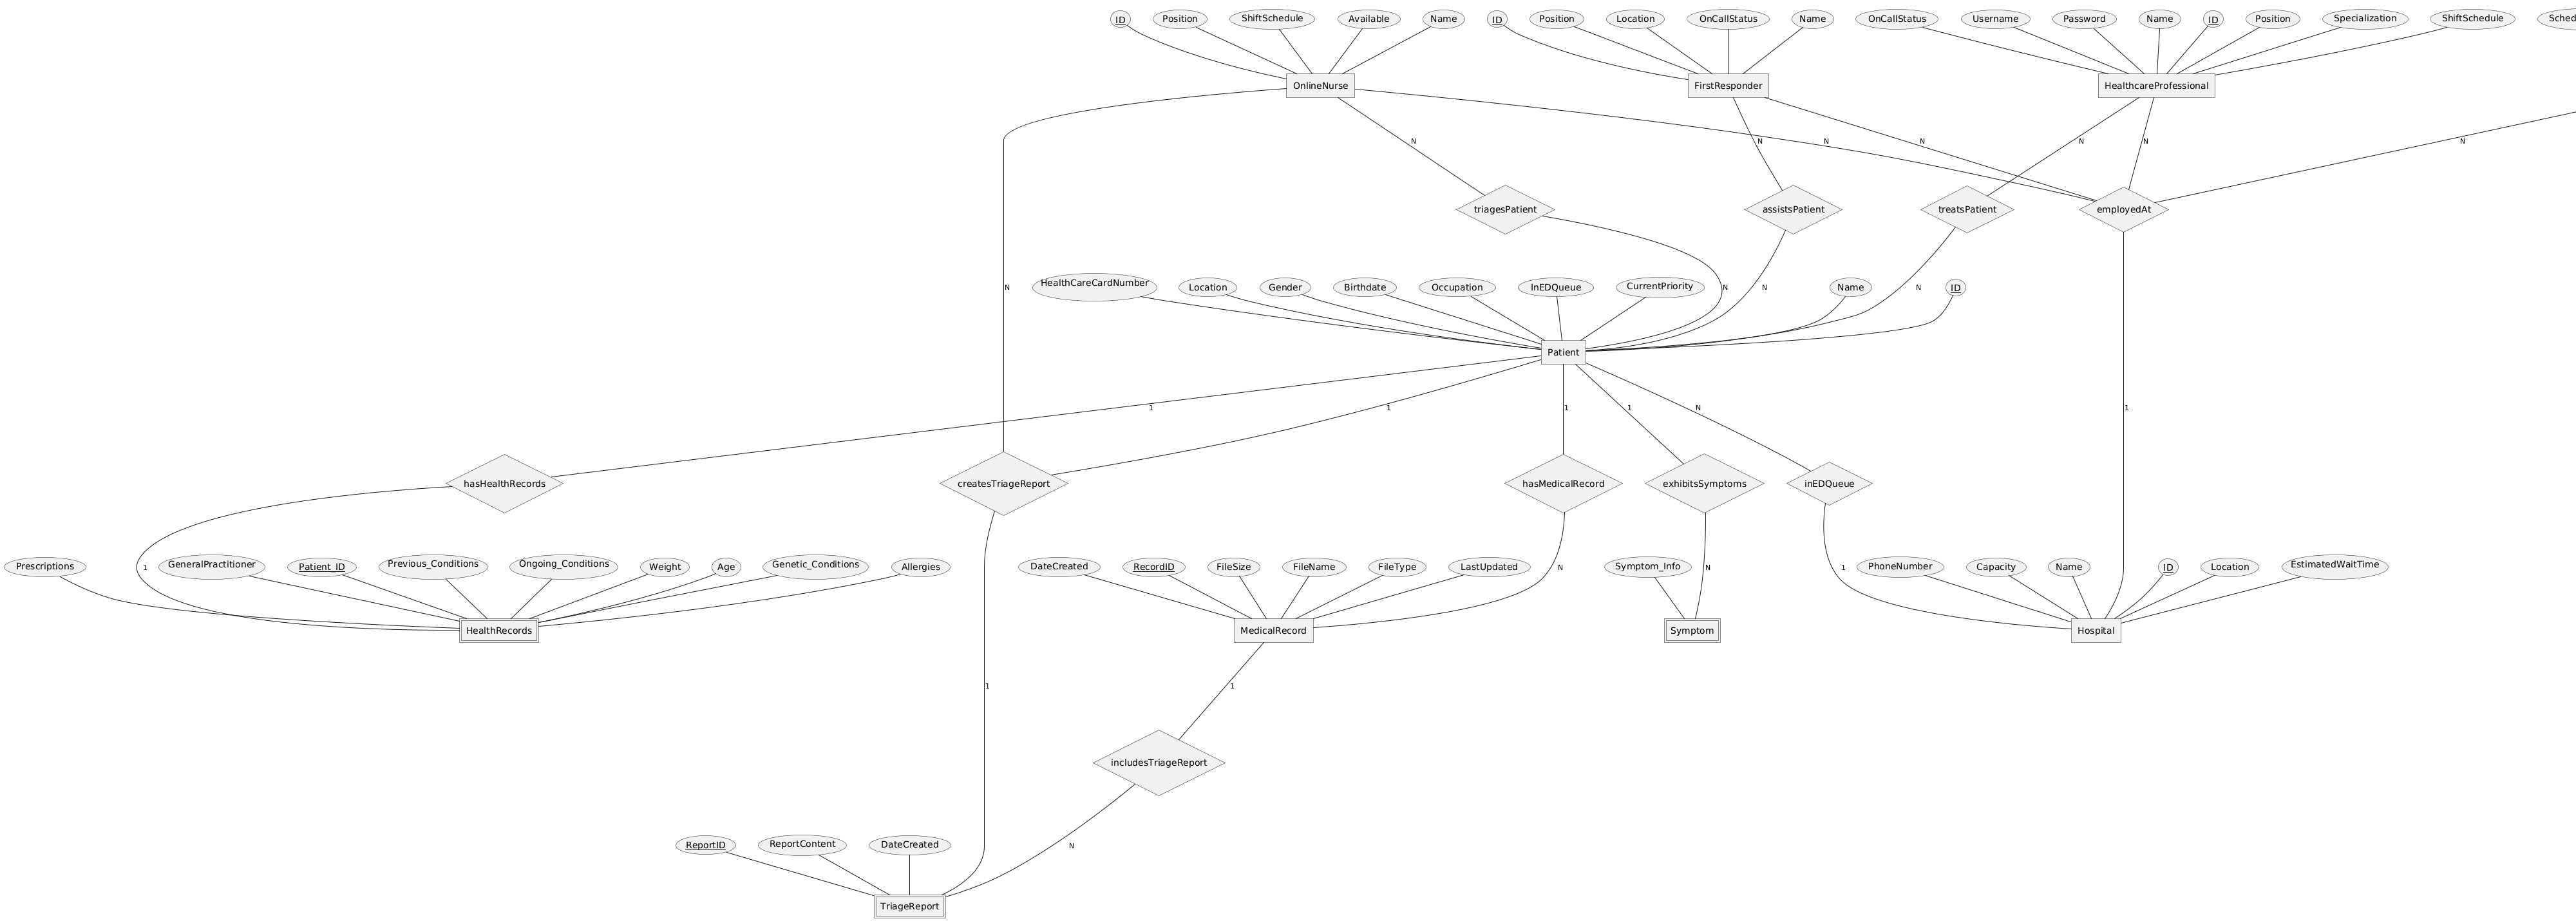 ID
Position
ShiftSchedule
Available
Name
ID
Position
Location
OnCallStatus
Name
OnCallStatus
Username
Password
Name
ID
Position
Specialization
ShiftSchedule
Sched
OnlineNurse
FirstResponder
HealthcareProfessional
N
N
N
N
N
N
N
triagesPatient
assistsPatient
treatsPatient
employedAt
HealthCareCardNumber
Location
Gender
Birthdate
Occupation
InEDQueue
CurrentPriority
Name
ID
N
N
N
N
Patient
1
1
1
1
N
1
hasHealthRecords
createsTriageReport
hasMedicalRecord
exhibitsSymptoms
inEDQueue
Prescriptions
1
GeneralPractitioner
Patient_ID
Previous_Conditions
Ongoing_Conditions
Weight
Age
Genetic_Conditions
Allergies
DateCreated
RecordID
FileSize
FileName
FileType
LastUpdated
N
Symptom_Info
N
1
PhoneNumber
Capacity
Name
ID
Location
EstimatedWaitTime
HealthRecords
MedicalRecord
Symptom
Hospital
1
1
includesTriageReport
ReportID
ReportContent
DateCreated
N
TriageReport